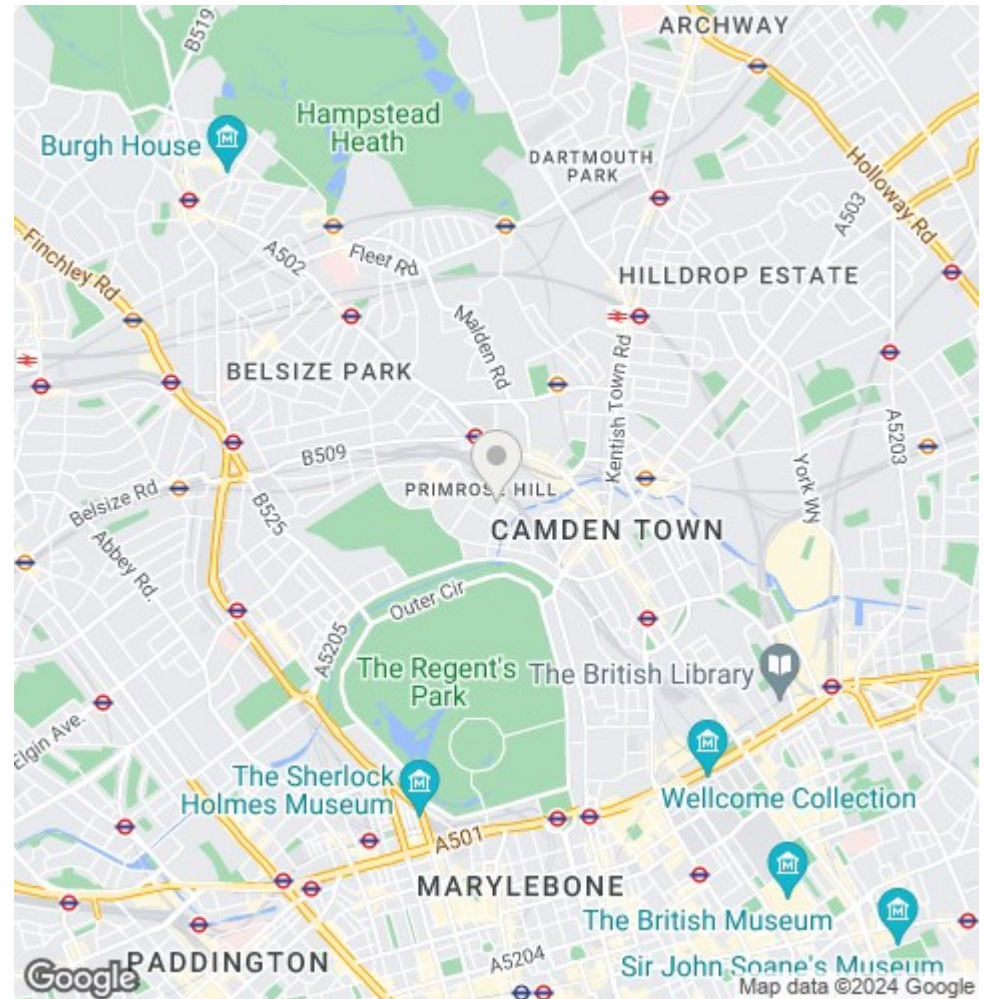 ARCHWAY
B519
Hampstead
Heath
Burgh House
DARTMOUTH
PARK
Holloway Rd
A503
Finchley Rd
A502
Fleet Rd
HILLDROP ESTATE
Malden Rd
BELSIZE PARK
Kentish Town Rd
A5203
B509
York Wy
Belsize Rd
PRIMROSE HILL
B525
CAMDEN TOWN
Abbey Rd.
Outer Cir
A5205
The Regent's
Park
The British Library
Elgin Ave.
The Sherlock
Holmes Museum
Wellcome Collection
A501
MARYLEBONE
The British Museum
PADDINGTON
A5204
Sir John Soane's Museum
Google
Map data ©2024 Google